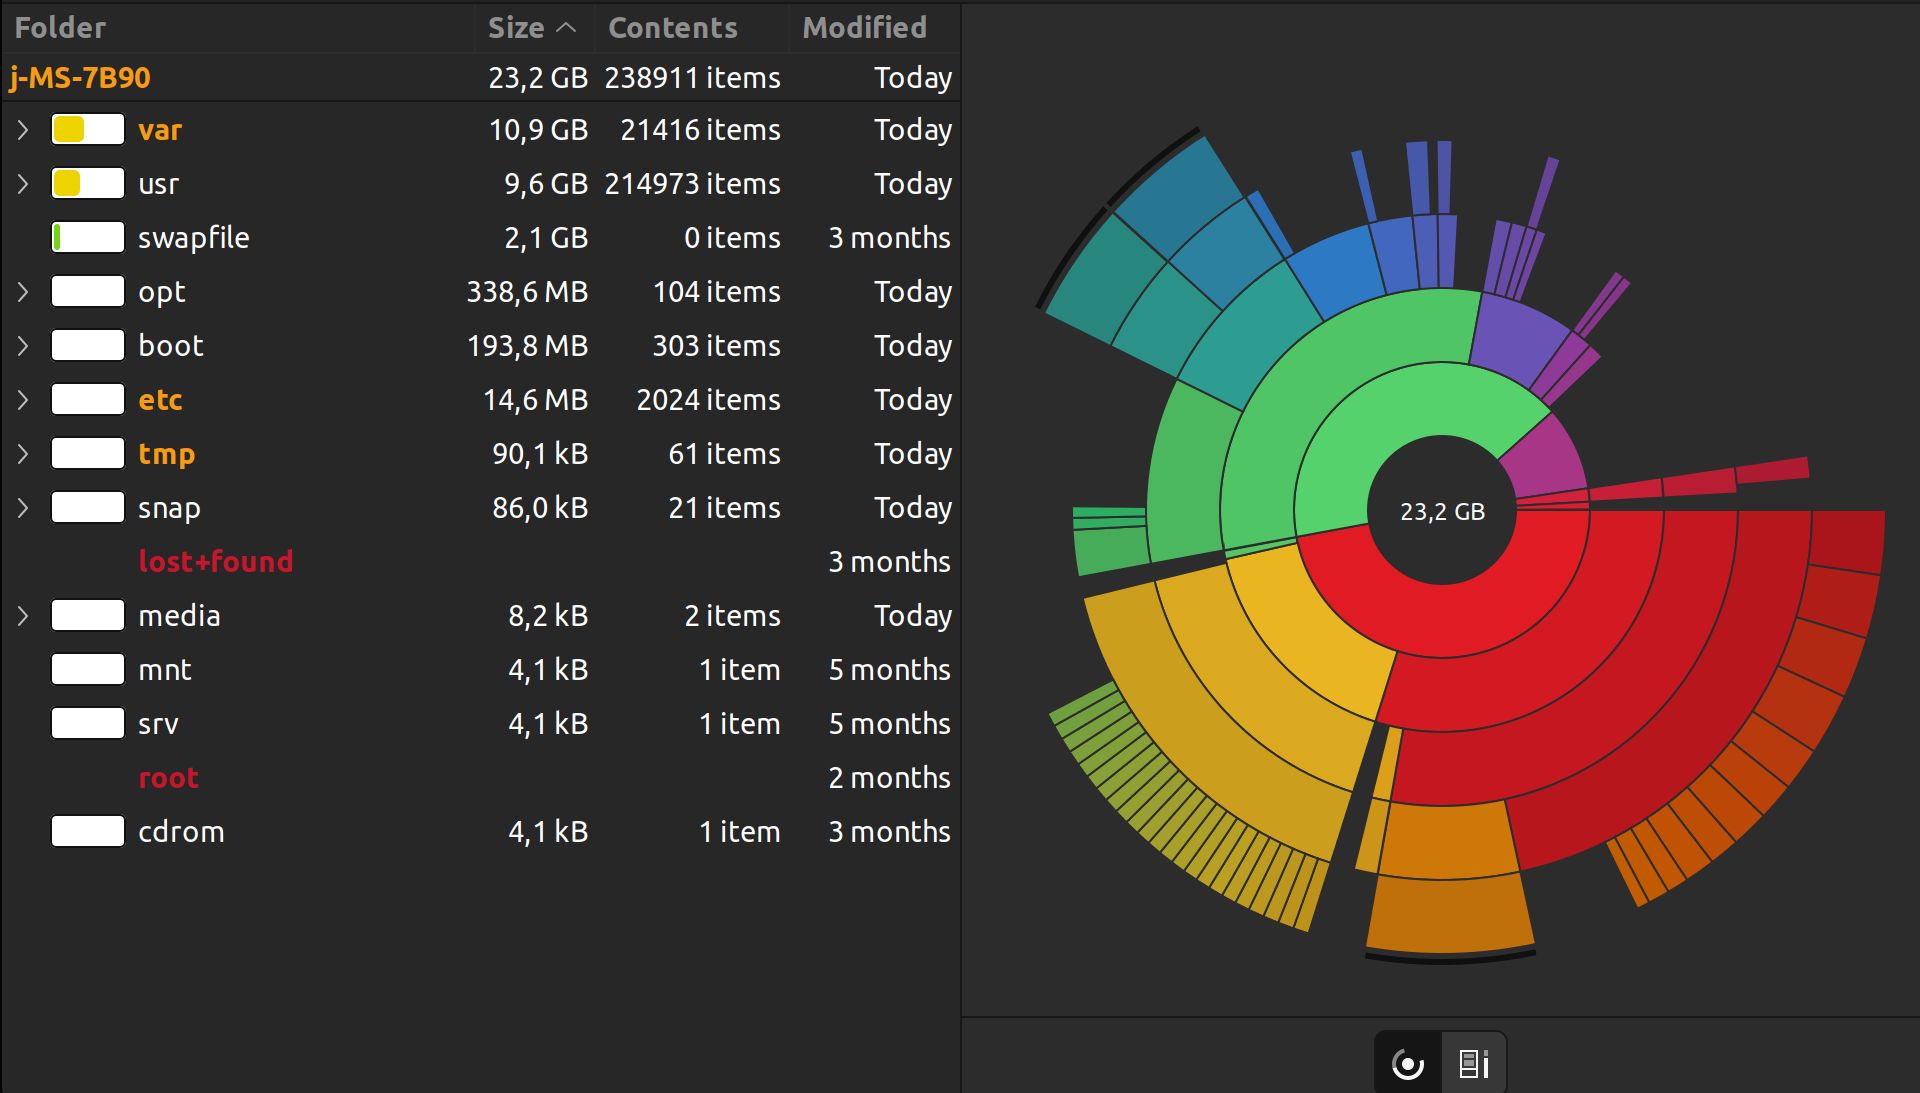 Folder Size Contents Modified
j-MS-7B90 23,2 GB 238911 items Today
var 10,9 GB 21416 items Today
usr 9,6 GB 214973 items Today
swapfile 2,1 GB 0 items 3 months
opt 338,6 MB 104 items Today
boot 193,8 MB 303 items Today
etc 14,6 MB 2024 items Today
tmp 90,1 kB 61 items Today
snap 86,0 kB 21 items Today
lost+found 3 months
media 8,2 kB 2 items Today
mnt 4,1 kB 1 item 5 months
srv 4,1 kB 1 item 5 months
root 2 months
cdrom 4,1 kB 1 item 3 months
23,2 GB